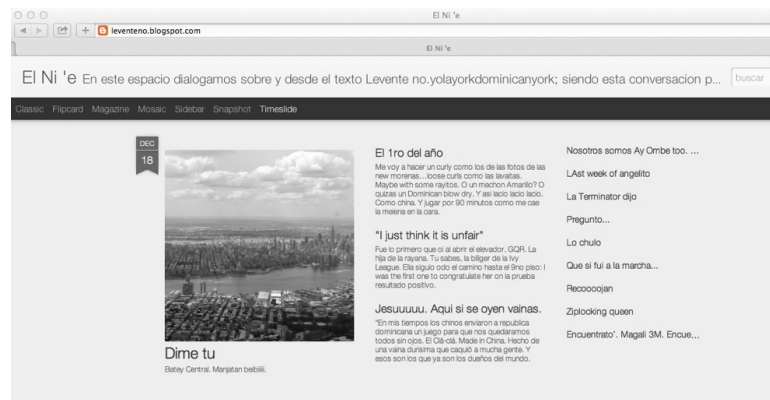 El Ni 'e
leventeno.blogspot.com
El Ni 'e
El Ni 'e En este espacio dialogamos sobre y desde el texto Levente no.yolayorkdominicanyork; siendo esta conversacion p...
buscar
Classic Flipcard Magazine Mosaic Sidebar Snapshot Timeslide
DEC
18
Dime tu
Batey Central. Manjatan beibiiii.
El 1ro del año
Me voy a hacer un curly como los de las fotos de las
new morenas....loose curls como las lavaitas.
Maybe with some rayitos. O un mechon Amarillo? O
quizas un Dominican blow dry. Y asi lacio lacio lacio.
Como china. Y jugar por 90 minutos como me cae
la melena en la cara.
"I just think it is unfair"
Fue lo primero que oi al abrir el elevador. GQR. La
hija de la rayana. Tu sabes, la biliger de la Ivy
League. Ella siguio odo el camino hasta el 9no piso: I
was the first one to congratulate her on la prueba
resultado positivo.
Jesuuuuu. Aqui si se oyen vainas.
"En mis tiempos los chinos enviaron a republica
dominicana un juego para que nos quedaramos
todos sin ojos. El Clá-clá. Made in China. Hecho de
una vaina durisima que caquió a mucha gente. Y
esos son los que ya son los dueños del mundo.
Nosotros somos Ay Ombe too. ...
LAst week of angelito
La Terminator dijo
Pregunto...
Lo chulo
Que si fui a la marcha...
Recoooojan
Ziplocking queen
Encuentrato'. Magali 3M. Encue...